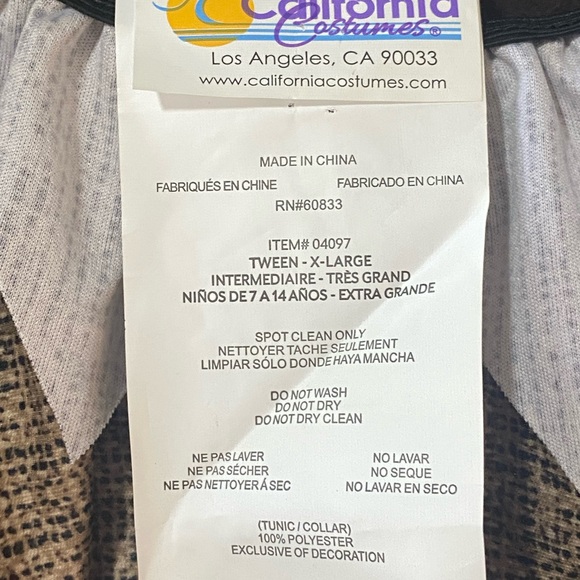 California
Costumes®
Los Angeles, CA 90033
www.californiacostumes.com
MADE IN CHINA
FABRIQUÉS EN CHINE FABRICADO EN CHINA
RN#60833
ITEM# 04097
TWEEN - X-LARGE
INTERMEDIAIRE - TRÈS GRAND
NIÑOS DE 7 A 14 AÑOS - EXTRA GRANDE
SPOT CLEAN ONLY
NETTOYER TACHE SEULEMENT
LIMPIAR SÓLO DONDE HAYA MANCHA
DO NOT WASH
DO NOT DRY
DO NOT DRY CLEAN
NE PAS LAVER
NE PAS SÉCHER
NE PAS NETTOYER Á SEC
NO LAVAR
NO SEQUE
NO LAVAR EN SECO
(TUNIC / COLLAR)
100% POLYESTER
EXCLUSIVE OF DECORATION